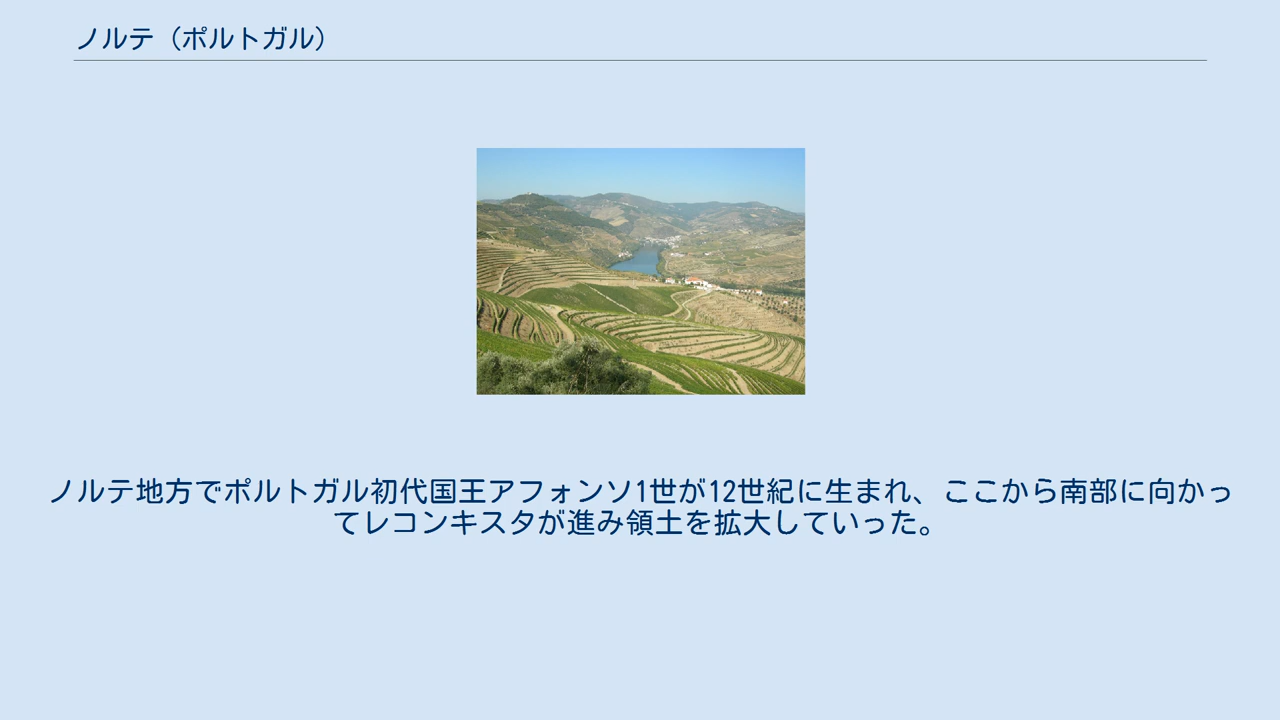 ノルテ（ポルトガル）
ノルテ地方でポルトガル初代国王アフォンソ1世が12世紀に生まれ、ここから南部に向かっ
てレコンキスタが進み領土を拡大していった。